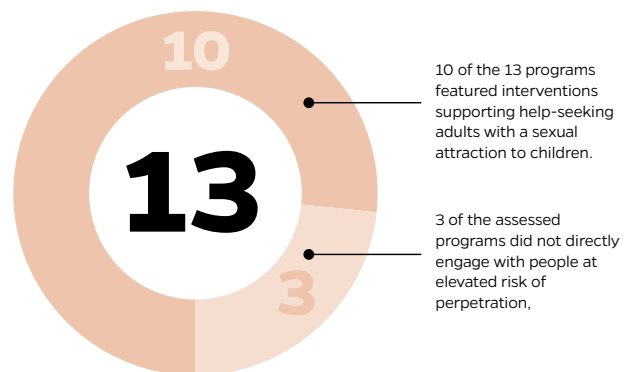 10
13
3
10 of the 13 programs
featured interventions
supporting help-seeking
adults with a sexual
attraction to children.
3 of the assessed
programs did not directly
engage with people at
elevated risk of
perpetration,